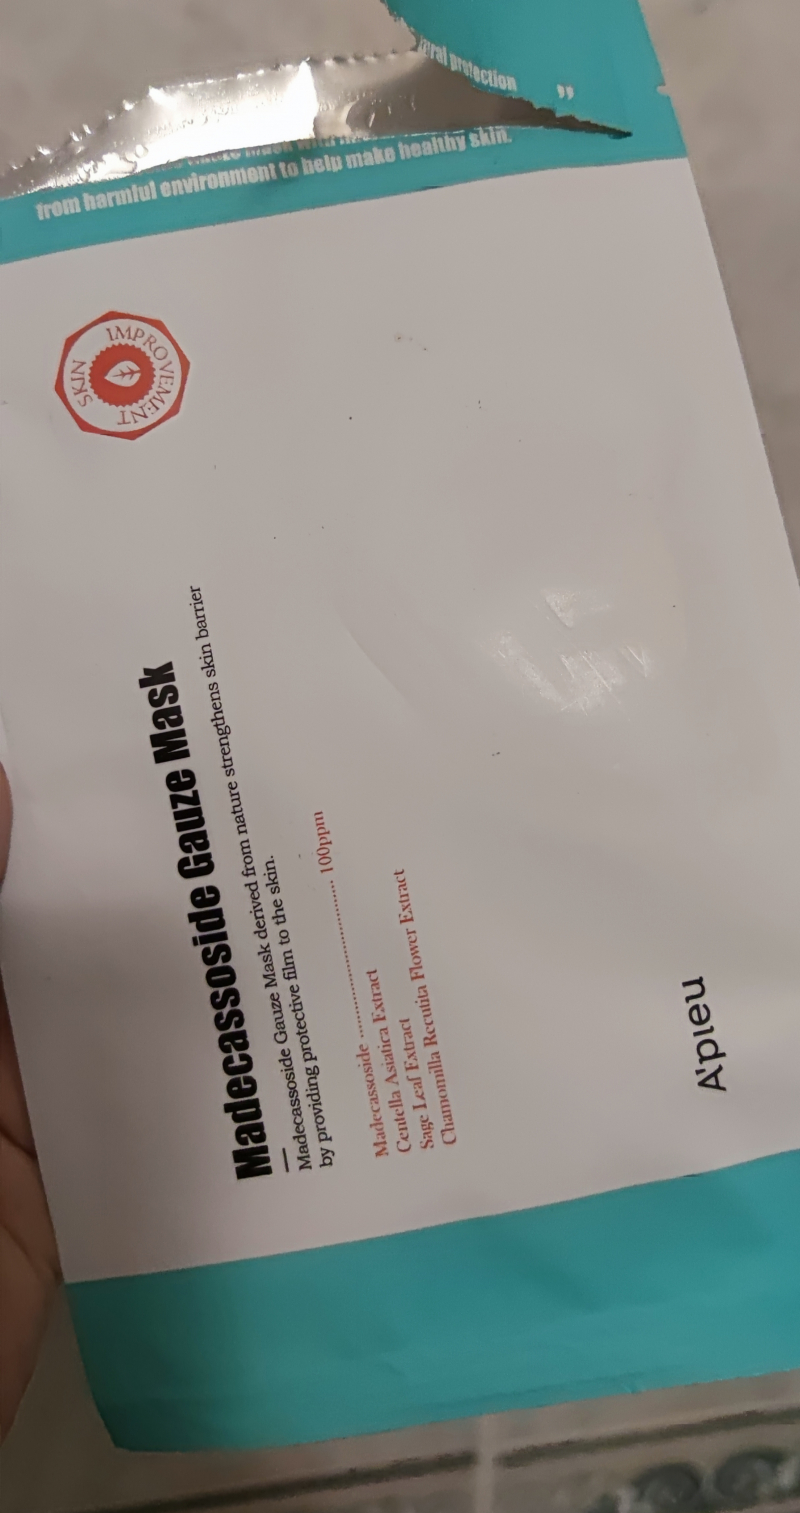 ral protection
”
from harmful environment to help make healthy skin.
SKIN IMPROVEMENT
Madecassoside Gauze Mask
Madecassoside Gauze Mask derived from nature strengthens skin barrier
by providing protective film to the skin.
Madecassoside .............................. 100ppm
Centella Asiatica Extract
Sage Leaf Extract
Chamomilla Recutita Flower Extract
A'pieu